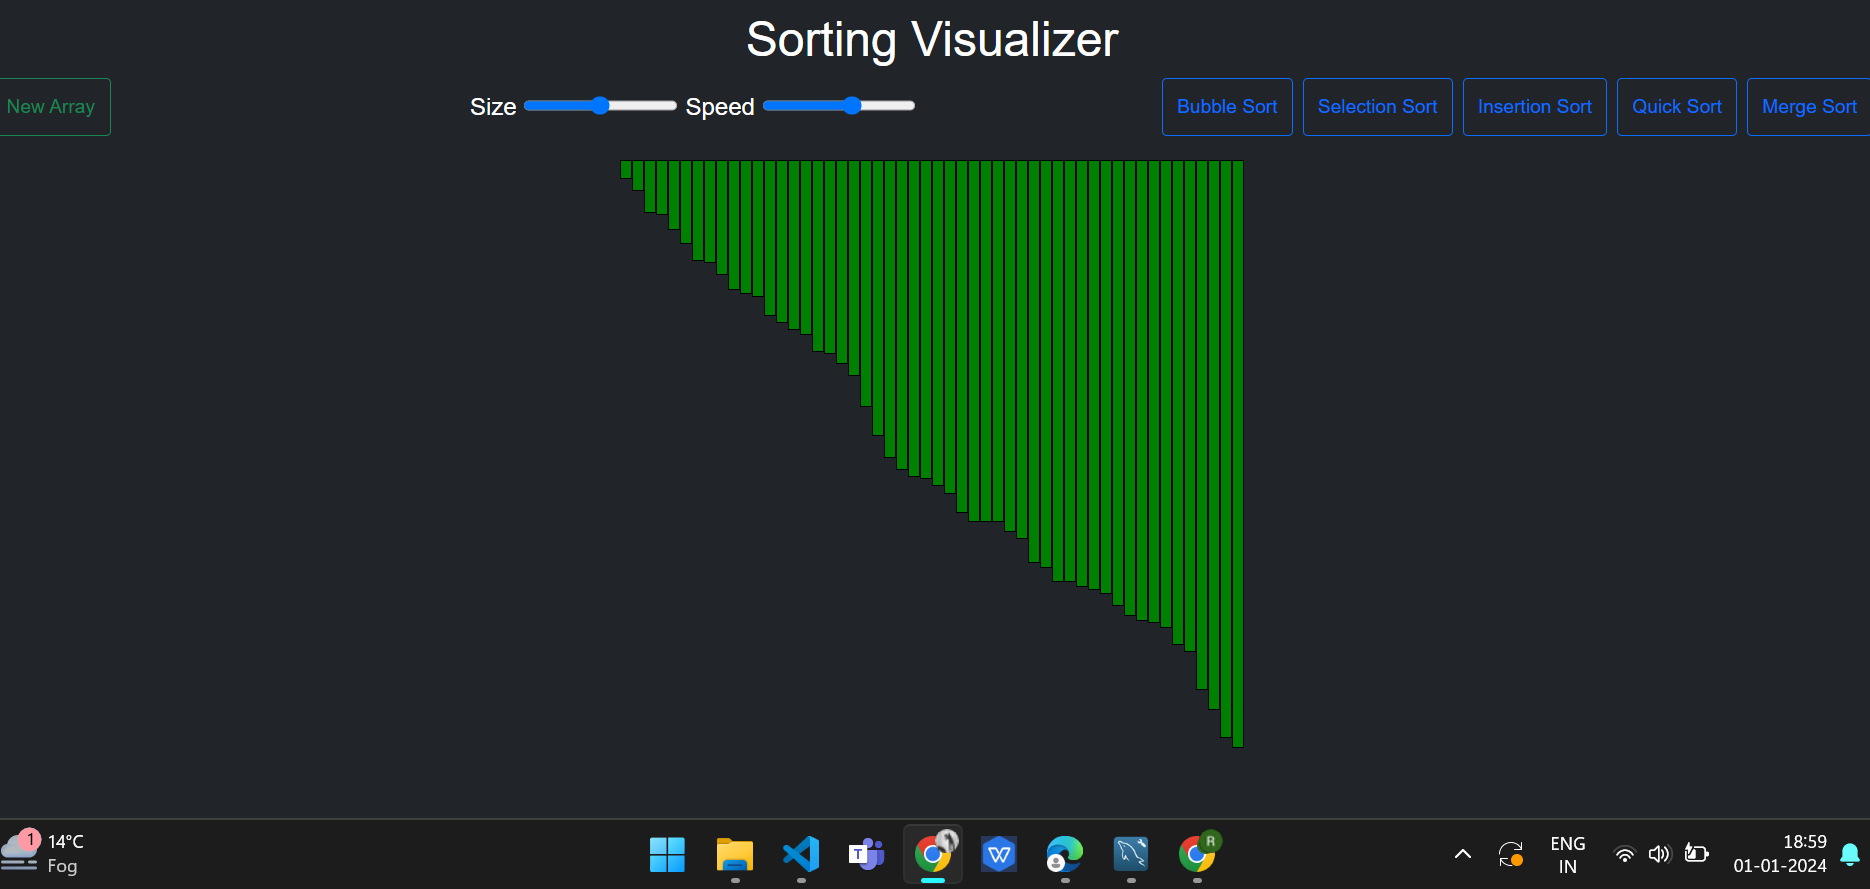 Sorting Visualizer
New Array
Size
Speed
Bubble Sort
Selection Sort
Insertion Sort
Quick Sort
Merge Sort
1
14°C
Fog
T
W
R
ENG
IN
18:59
01-01-2024